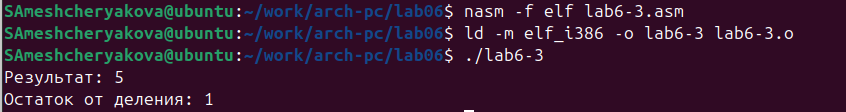 SAmeshcheryakova@ubuntu:~/work/arch-pc/lab06$ nasm -f elf lab6-3.asm
SAmeshcheryakova@ubuntu:~/work/arch-pc/lab06$ ld -m elf_i386 -o lab6-3 lab6-3.o
SAmeshcheryakova@ubuntu:~/work/arch-pc/lab06$ ./lab6-3
Результат: 5
Остаток от деления: 1